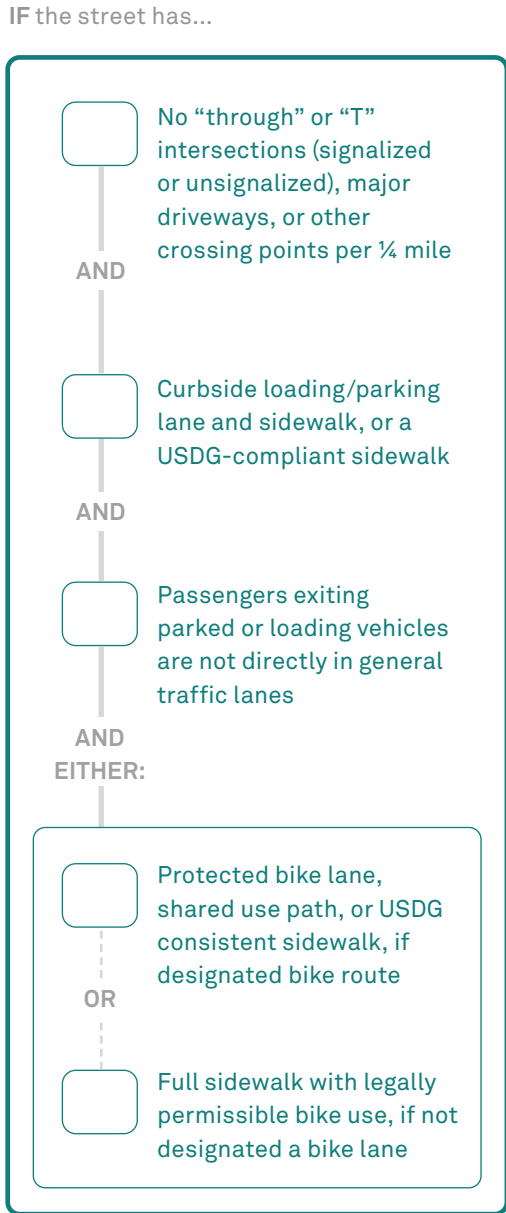 IF the street has...
No “through” or “T”
intersections (signalized
or unsignalized), major
driveways, or other
crossing points per ¼ mile
AND
Curbside loading/parking
lane and sidewalk, or a
USDG-compliant sidewalk
AND
Passengers exiting
parked or loading vehicles
are not directly in general
traffic lanes
AND
EITHER:
Protected bike lane,
shared use path, or USDG
consistent sidewalk, if
designated bike route
OR
Full sidewalk with legally
permissible bike use, if not
designated a bike lane